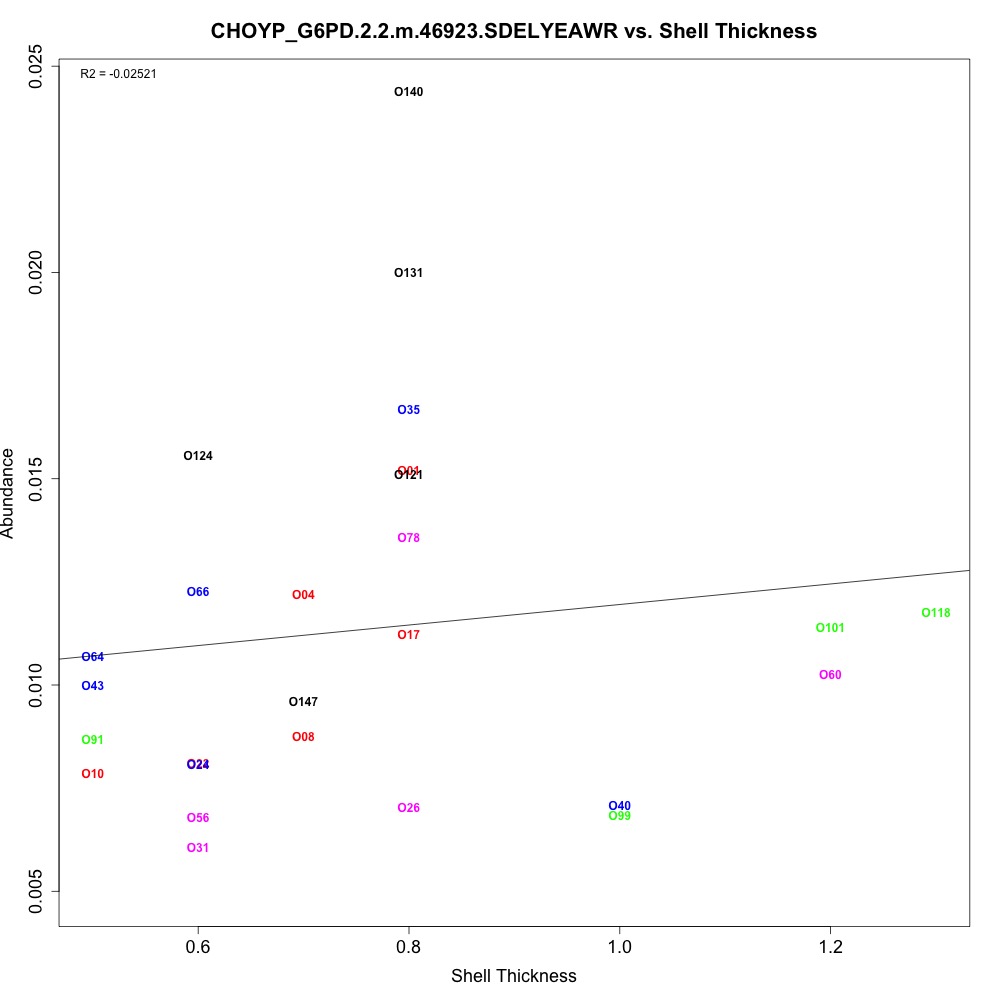 CHOYP_G6PD.2.2.m.46923.SDELYEAWR vs. Shell Thickness
R2 = -0.02521
0.025
O140
0.020
O131
O35
O124
0.015
O01
O121
O78
O66
O04
O17
O118
O101
O64
O60
0.010
O43
O147
O91
O08
O24
O10
O26
O40
O99
O56
O31
0.005
Abundance
0.6
0.8
1.0
1.2
Shell Thickness